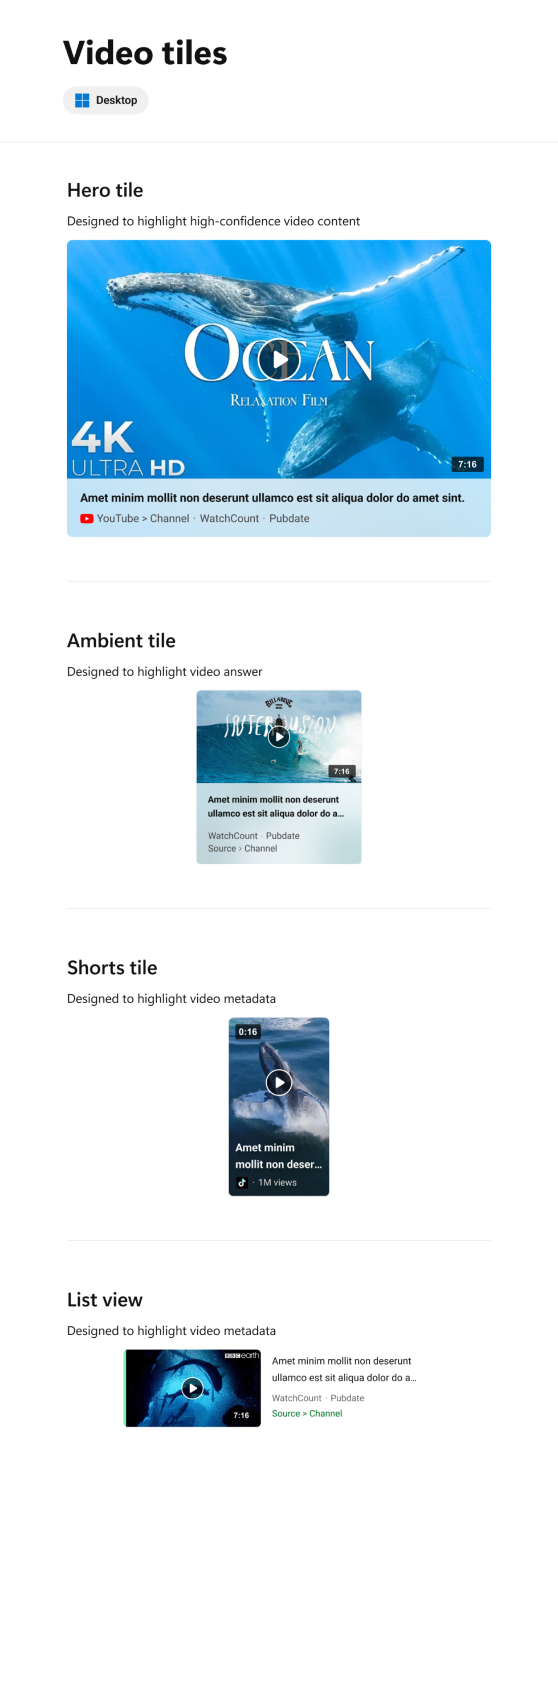 Video tiles
Desktop
Hero tile
Designed to highlight high-confidence video content
OCEAN
RELAXATION FILM
4K
ULTRA HD
7:16
Amet minim mollit non deserunt ullamco est sit aliqua dolor do amet sint.
YouTube > Channel · WatchCount · Pubdate
Ambient tile
Designed to highlight video answer
BILLABONG
7:16
Amet minim mollit non deserunt
ullamco est sit aliqua dolor do a...
WatchCount · Pubdate
Source > Channel
Shorts tile
Designed to highlight video metadata
0:16
Amet minim
mollit non deser...
· 1M views
List view
Designed to highlight video metadata
BBC earth
7:16
Amet minim mollit non deserunt
ullamco est sit aliqua dolor do a...
WatchCount · Pubdate
Source > Channel